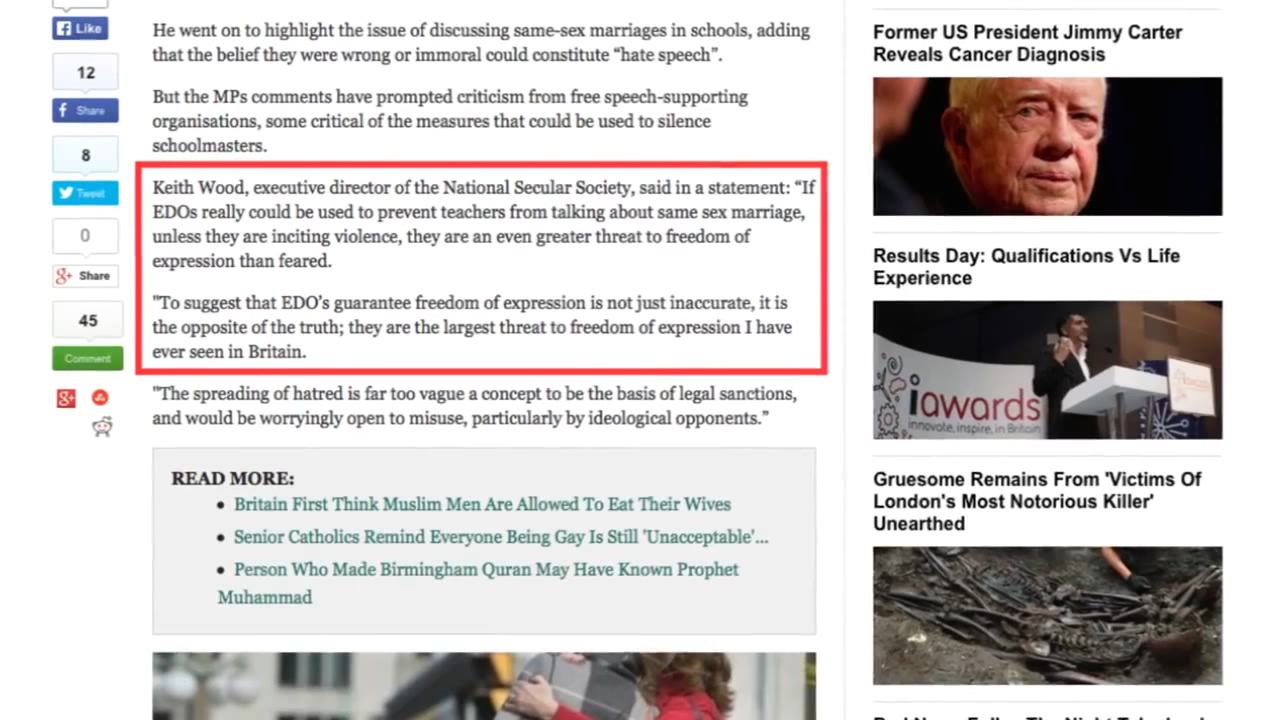 Like
12
Share
8
Tweet
0
Share
45
Comment
He went on to highlight the issue of discussing same-sex marriages in schools, adding
that the belief they were wrong or immoral could constitute “hate speech”.
But the MPs comments have prompted criticism from free speech-supporting
organisations, some critical of the measures that could be used to silence
schoolmasters.
Keith Wood, executive director of the National Secular Society, said in a statement: “If
EDOs really could be used to prevent teachers from talking about same sex marriage,
unless they are inciting violence, they are an even greater threat to freedom of
expression than feared.
"To suggest that EDO’s guarantee freedom of expression is not just inaccurate, it is
the opposite of the truth; they are the largest threat to freedom of expression I have
ever seen in Britain.
"The spreading of hatred is far too vague a concept to be the basis of legal sanctions,
and would be worryingly open to misuse, particularly by ideological opponents.”
READ MORE:
Britain First Think Muslim Men Are Allowed To Eat Their Wives
Senior Catholics Remind Everyone Being Gay Is Still 'Unacceptable'...
Person Who Made Birmingham Quran May Have Known Prophet
Muhammad
Former US President Jimmy Carter
Reveals Cancer Diagnosis
Results Day: Qualifications Vs Life
Experience
iawards
innovate, inspire, in Britain
Gruesome Remains From 'Victims Of
London's Most Notorious Killer'
Unearthed